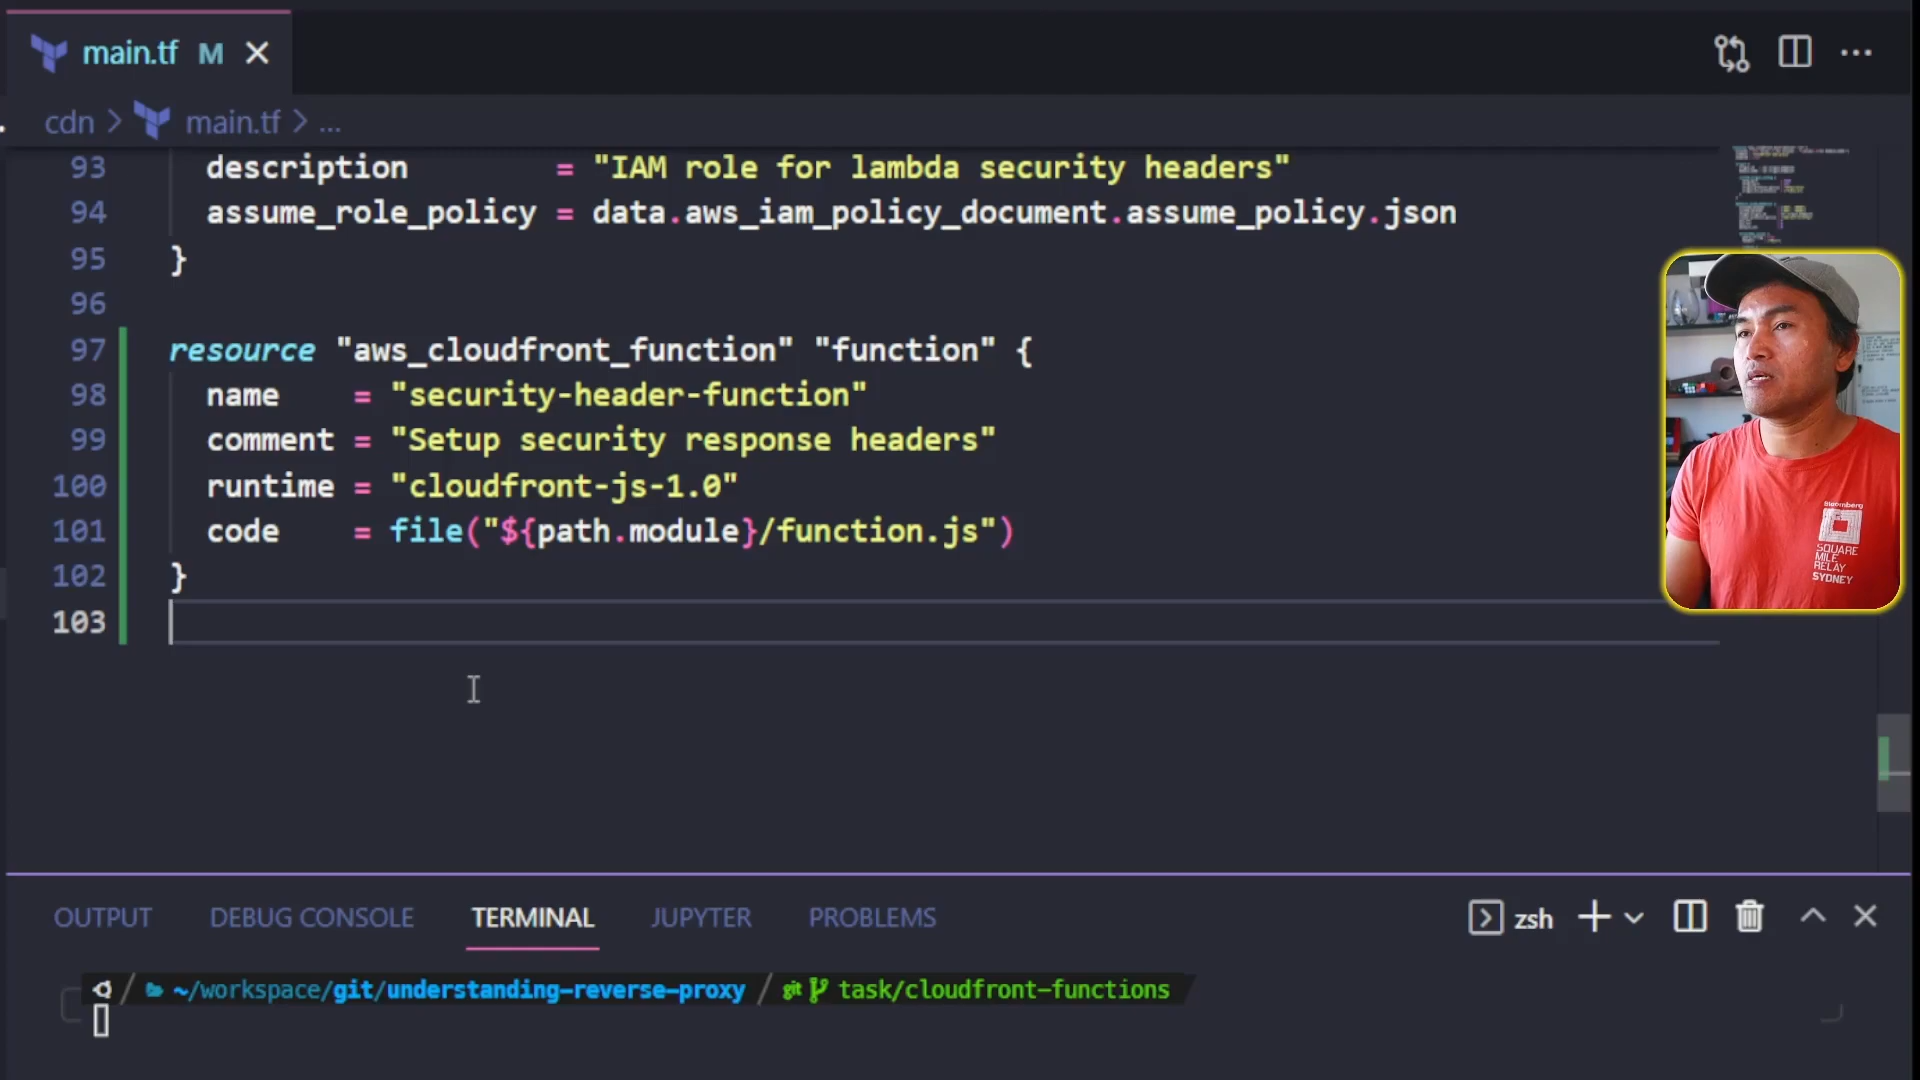 main.tf M
cdn > main.tf > ...
93 description = "IAM role for lambda security headers"
94 assume_role_policy = data.aws_iam_policy_document.assume_policy.json
95 }
96
97 resource "aws_cloudfront_function" "function" {
98 name = "security-header-function"
99 comment = "Setup security response headers"
100 runtime = "cloudfront-js-1.0"
101 code = file("${path.module}/function.js")
102 }
103
Bloomberg
SQUARE
MILE
RELAY
SYDNEY
OUTPUT DEBUG CONSOLE TERMINAL JUPYTER PROBLEMS zsh
~/workspace/git/understanding-reverse-proxy / git task/cloudfront-functions